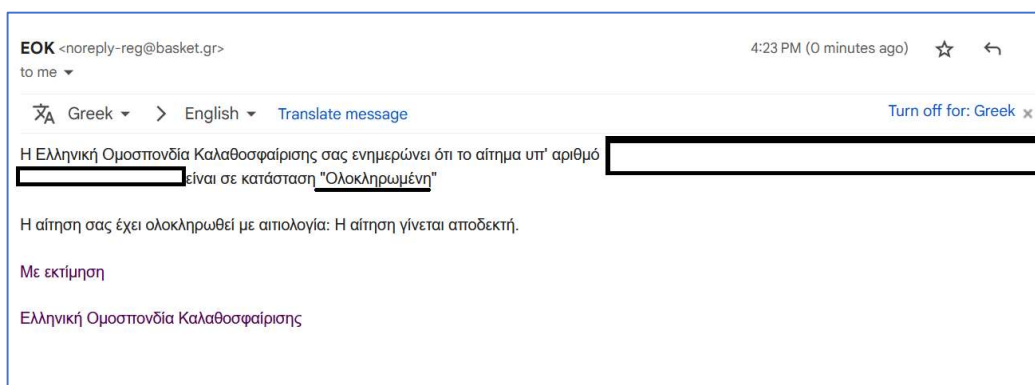 EOK <noreply-reg@basket.gr>
4:23 PM (0 minutes ago)
to me
Greek > English Translate message
Turn off for: Greek x
Η Ελληνική Ομοσπονδία Καλαθοσφαίρισης σας ενημερώνει ότι το αίτημα υπ' αριθμό
είναι σε κατάσταση "Ολοκληρωμένη"
Η αίτηση σας έχει ολοκληρωθεί με αιτιολογία: Η αίτηση γίνεται αποδεκτή.
Με εκτίμηση
Ελληνική Ομοσπονδία Καλαθοσφαίρισης